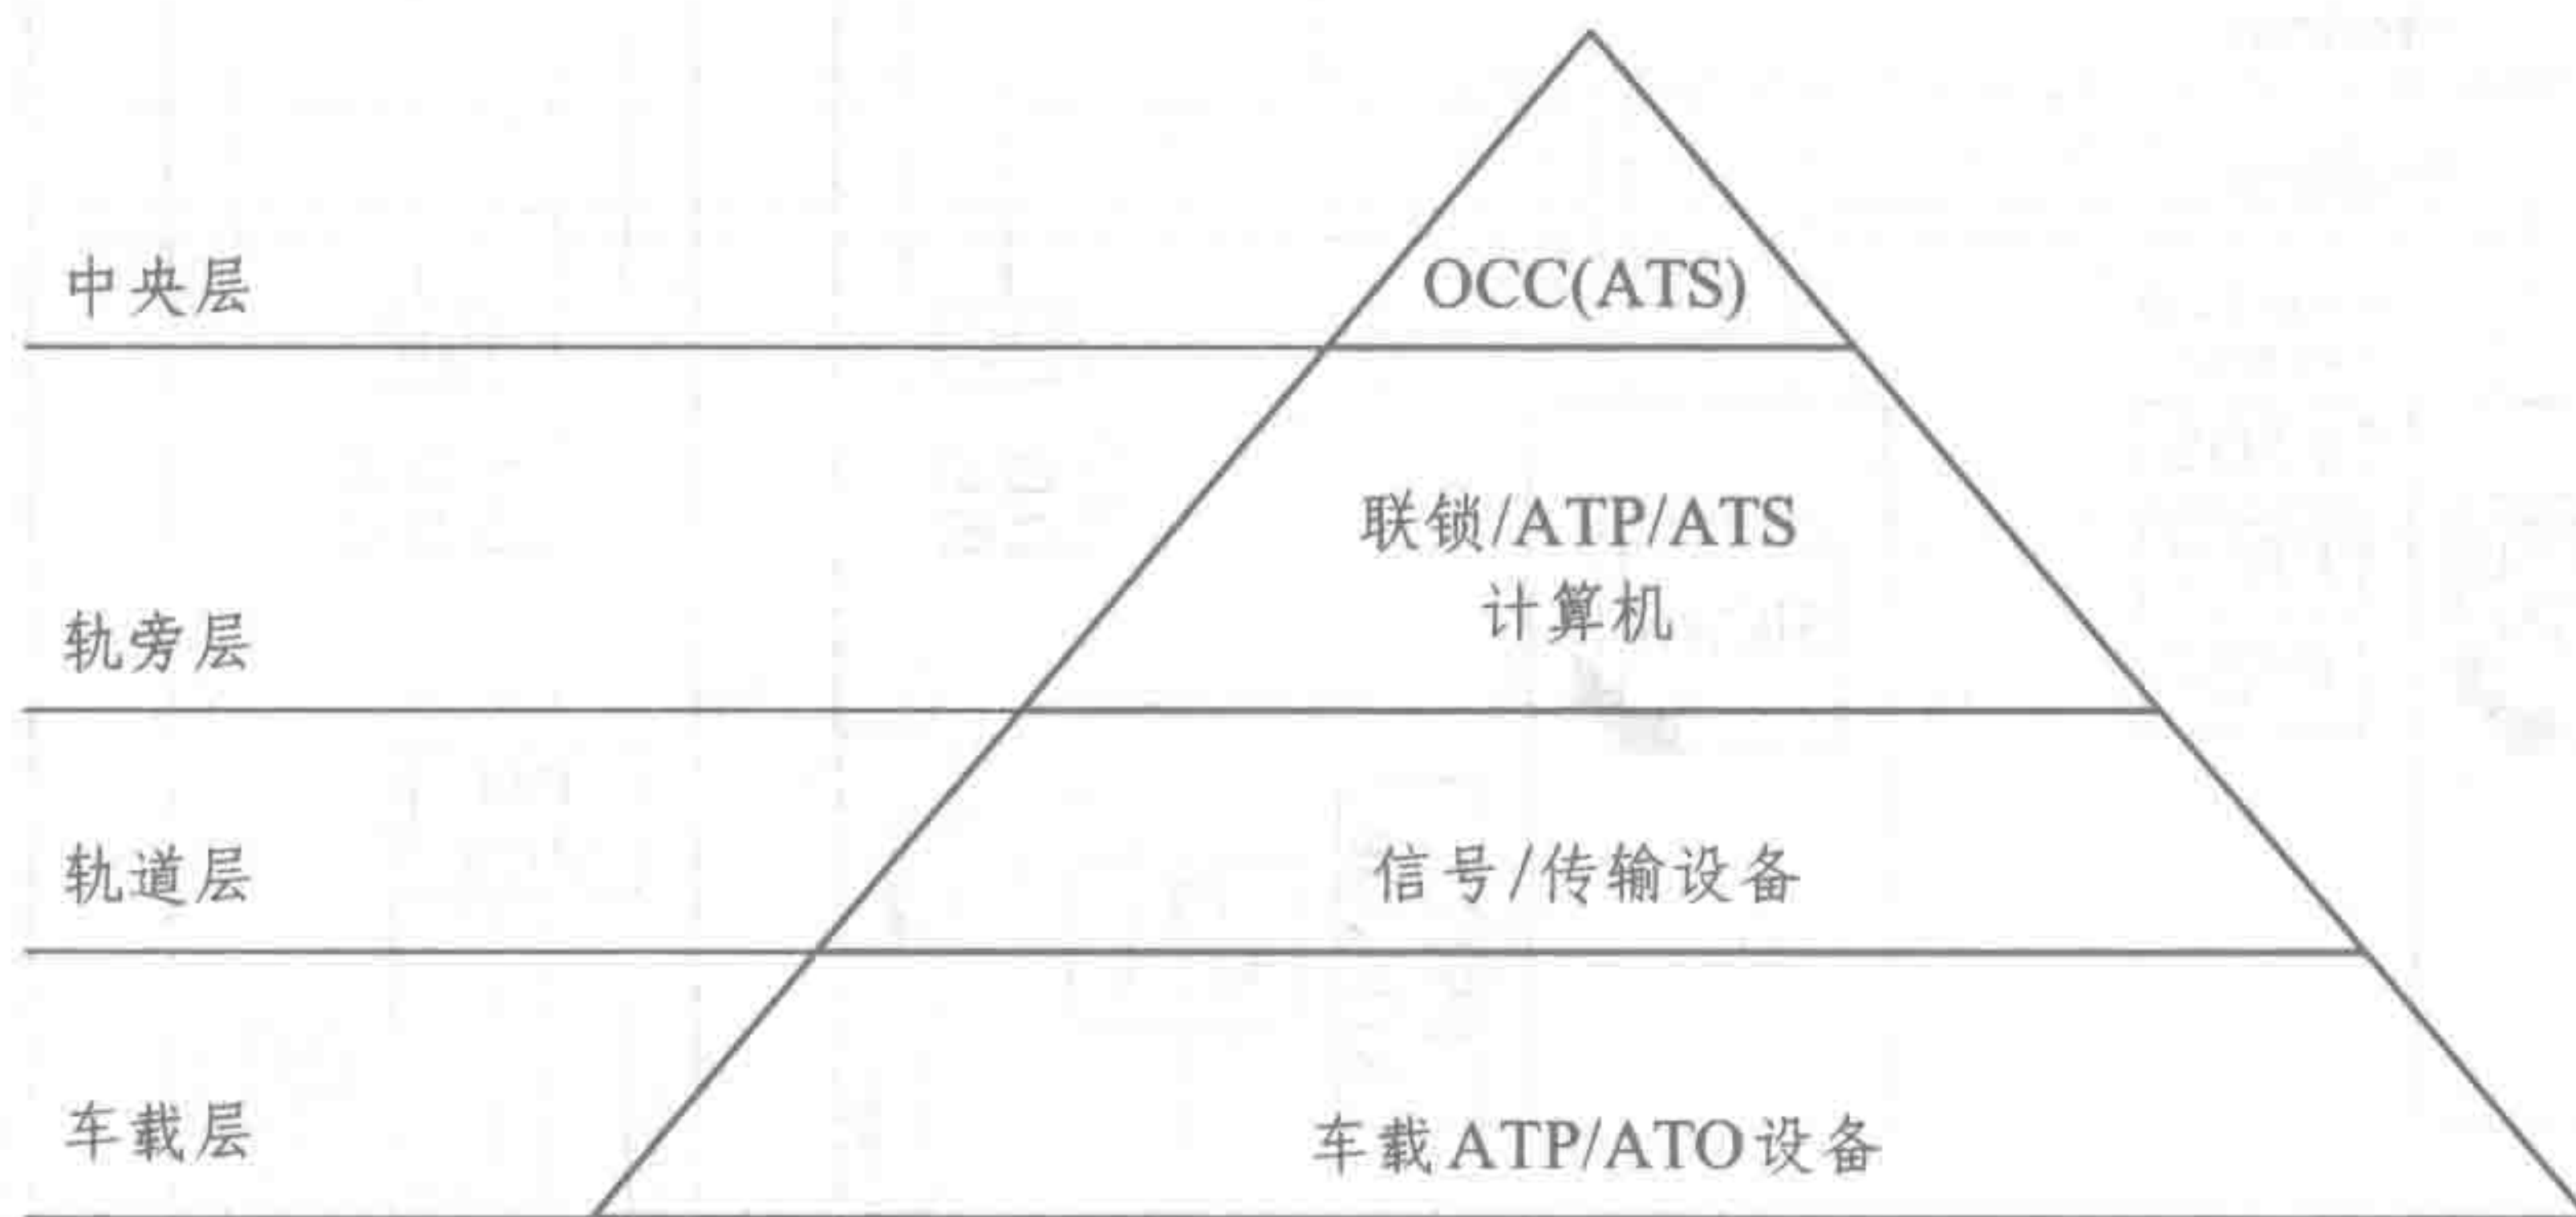 中央层
OCC(ATS)
联锁/ATP/ATS
计算机
轨旁层
轨道层
信号/传输设备
车载层
车载ATP/ATO设备